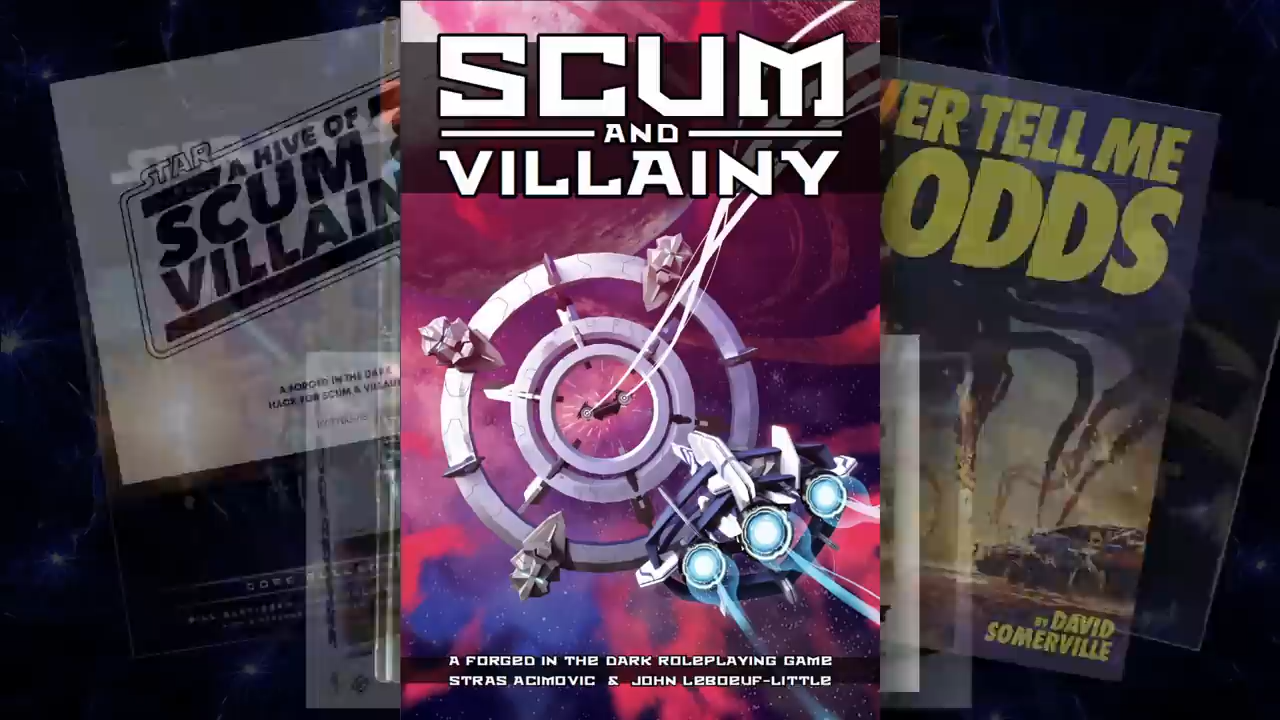 SCUM
AND
VILLAINY
A FORGED IN THE DARK ROLEPLAYING GAME
STRAS ACIMOVIC & JOHN LEBOEUF-LITTLE
STAR
A HIVE OF
SCUM &
VILLAIN
A FORGED IN THE DARK
HACK FOR SCUM & VILLAI
ER TELL ME
ODDS
BY DAVID
SOMERVILLE